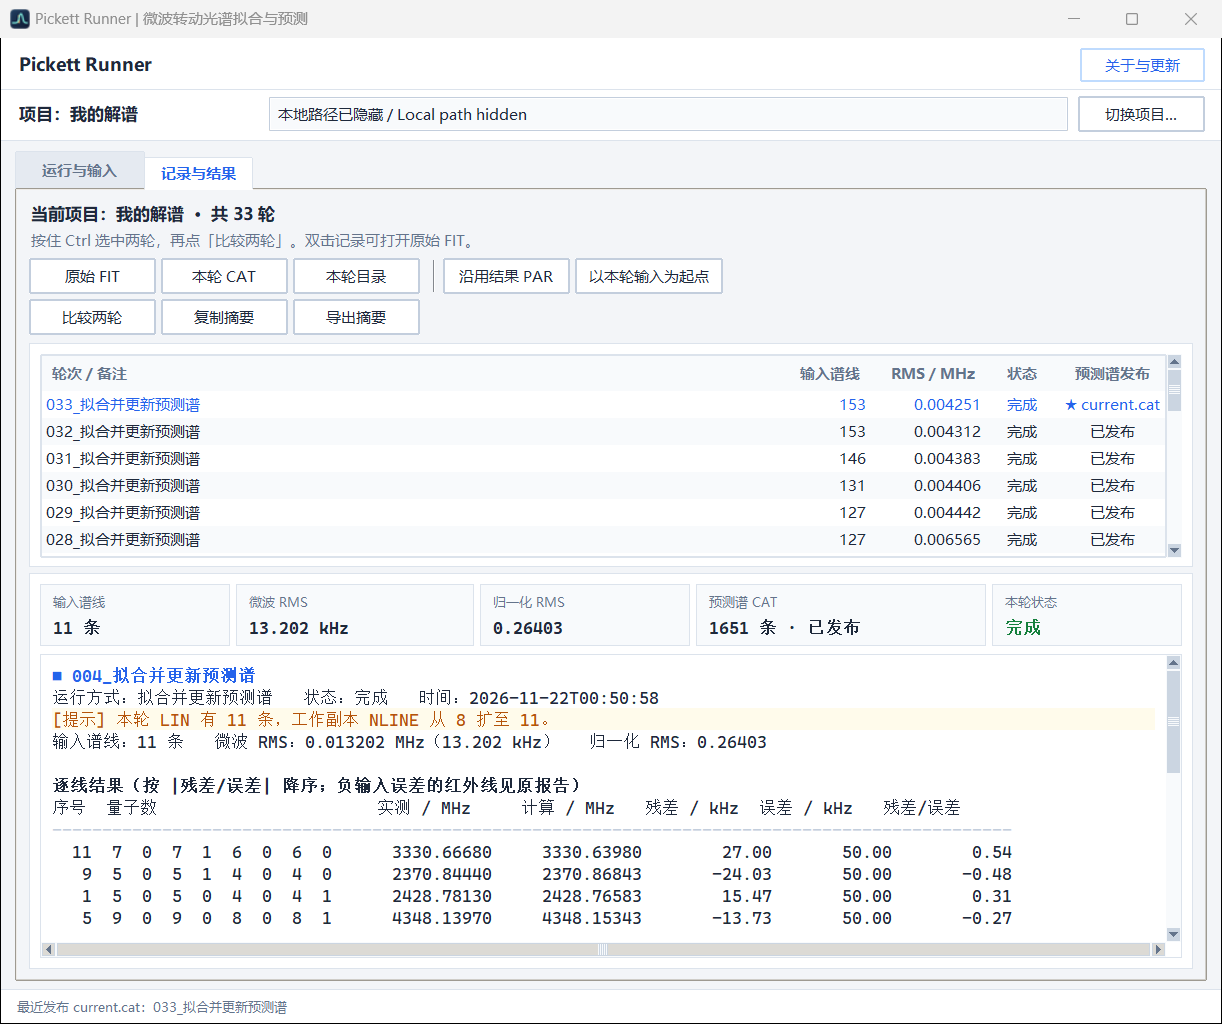 Pickett Runner | 微波转动光谱拟合与预测
Pickett Runner
关于与更新
项目：我的解谱
本地路径已隐藏 / Local path hidden
切换项目...
运行与输入
记录与结果
当前项目：我的解谱 · 共 33 轮
按住 Ctrl 选中两轮，再点「比较两轮」。双击记录可打开原始 FIT。
原始 FIT 本轮 CAT 本轮目录 沿用结果 PAR 以本轮输入为起点
比较两轮 复制摘要 导出摘要
轮次 / 备注 输入谱线 RMS / MHz 状态 预测谱发布
033_拟合并更新预测谱 153 0.004251 完成 ★ current.cat
032_拟合并更新预测谱 153 0.004312 完成 已发布
031_拟合并更新预测谱 146 0.004383 完成 已发布
030_拟合并更新预测谱 131 0.004406 完成 已发布
029_拟合并更新预测谱 127 0.004442 完成 已发布
028_拟合并更新预测谱 127 0.006565 完成 已发布
输入谱线 微波 RMS 归一化 RMS 预测谱 CAT 本轮状态
11 条 13.202 kHz 0.26403 1651 条 · 已发布 完成
■ 004_拟合并更新预测谱
运行方式：拟合并更新预测谱 状态：完成 时间：2026-11-22T00:50:58
[提示] 本轮 LIN 有 11 条，工作副本 NLINE 从 8 扩至 11。
输入谱线：11 条 微波 RMS：0.013202 MHz（13.202 kHz） 归一化 RMS：0.26403
逐线结果（按 |残差/误差| 降序；负输入误差的红外线见原报告）
序号 量子数 实测 / MHz 计算 / MHz 残差 / kHz 误差 / kHz 残差/误差
11 7 0 7 1 6 0 6 0 3330.66680 3330.63980 27.00 50.00 0.54
9 5 0 5 1 4 0 4 0 2370.84440 2370.86843 -24.03 50.00 -0.48
1 5 0 5 0 4 0 4 1 2428.78130 2428.76583 15.47 50.00 0.31
5 9 0 9 0 8 0 8 1 4348.13970 4348.15343 -13.73 50.00 -0.27
最近发布 current.cat：033_拟合并更新预测谱